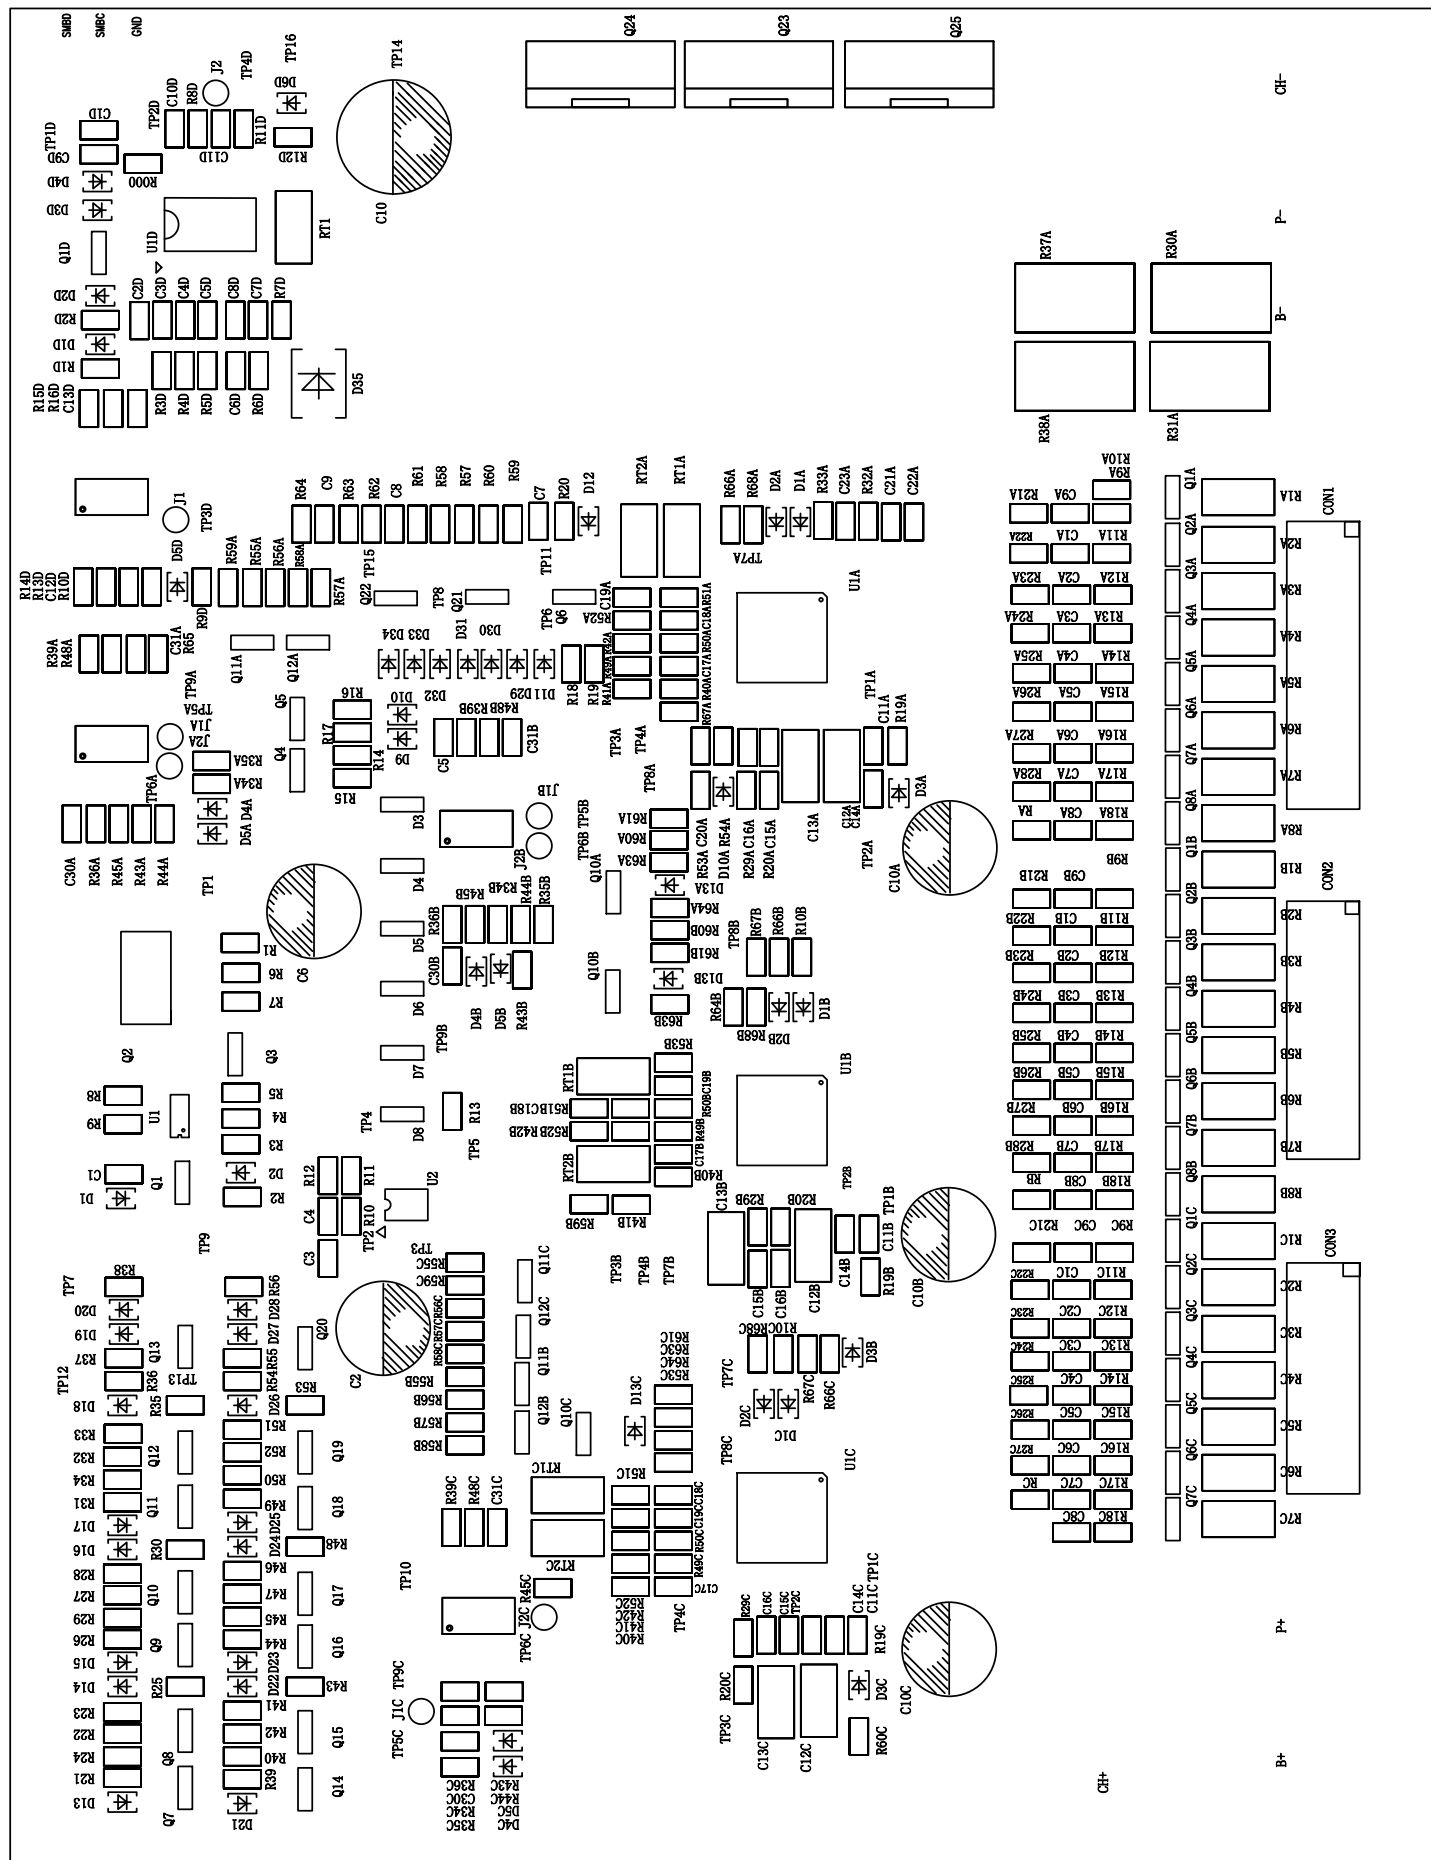 SMBD
SMBC
GND
TP16
TP14
Q24
Q23
Q25
CH-
J2
TP4D
D6D
C10D
R8D
TP2D
C1D
TP1D
C9D
C11D
R11D
R12D
D4D
R000
D3D
C10
RT1
P-
Q1D
U1D
R37A
R30A
D2D
C2D
C3D
C4D
C5D
C8D
C7D
R7D
R2D
B-
D1D
R1D
D35
R15D
R16D
C13D
R3D
R4D
R5D
C6D
R6D
R38A
R31A
R10A
R9A
J1
TP3D
R64
C9
R63
R62
C8
R61
R58
R57
R60
R59
C7
R20
D12
RT2A
RT1A
R66A
R68A
D2A
D1A
R33A
C23A
R32A
C21A
C22A
R21A
C9A
Q1A
R1A
CON1
R14D
R13D
C12D
R10D
D5D
R9D
R59A
R55A
R56A
R58A
R57A
TP15
Q22
TP8
Q21
TP11
TP6
Q6
TP7A
U1A
C19A
R51A
R52A
C18A
R50A
R42A
R49A
C17A
R41A
R40A
R67A
R22A
C1A
R11A
Q2A
R2A
R23A
C2A
R12A
Q3A
R3A
R24A
C3A
R13A
Q4A
R4A
R25A
C4A
R14A
Q5A
R5A
R26A
C5A
R15A
Q6A
R6A
R27A
C6A
R16A
Q7A
R7A
R28A
C7A
R17A
Q8A
R8A
RA
C8A
R18A
R39A
R48A
C31A
R65
TP9A
Q11A
Q12A
D34
D33
D32
D31
D30
D29
D11
R18
R19
TP5A
J1A
J2A
TP6A
R35A
R34A
D4A
D5A
Q5
Q4
R16
R17
R14
R15
D10
D9
C5
R39B
R48B
C31B
TP3A
TP4A
TP8A
TP1A
C11A
R19A
D3A
C12A
C14A
C13A
TP2A
C10A
C30A
R36A
R45A
R43A
R44A
TP1
D3
J1B
J2B
TP5B
TP6B
R61A
R60A
R63A
C20A
R53A
R54A
D10A
C16A
R29A
C15A
R20A
Q10A
D13A
R64A
R60B
R61B
D13B
R63B
Q10B
C6
D4
D5
D6
D7
D8
R36B
R45B
R34B
R44B
R35B
C30B
D4B
D5B
R43B
TP9B
TP8B
R67B
R66B
R10B
R64B
R68B
D2B
D1B
R9B
R21B
C9B
Q1B
R1B
CON2
R22B
C1B
R11B
Q2B
R2B
R23B
C2B
R12B
Q3B
R3B
R24B
C3B
R13B
Q4B
R4B
R25B
C4B
R14B
Q5B
R5B
R26B
C5B
R15B
Q6B
R6B
R27B
C6B
R16B
Q7B
R7B
R28B
C7B
R17B
Q8B
R8B
RB
C8B
R18B
R1
R6
R7
Q2
Q3
R8
R9
U1
R5
R4
R3
C1
D1
Q1
D2
R2
TP4
TP5
R13
R12
R11
U2
C4
R10
TP2
C3
TP9
RT1B
RT2B
R53B
C19B
R50B
R51B
C18B
R52B
R42B
R49B
C17B
R40B
R59B
R41B
U1B
TP2B
C13B
R29B
R20B
TP1B
C11B
C14B
R19B
C10B
C15B
C16B
C12B
TP3B
TP4B
TP7B
R21C
C9C
R9C
Q1C
R1C
CON3
R22C
C1C
R11C
Q2C
R2C
R23C
C2C
R12C
Q3C
R3C
R24C
C3C
R13C
Q4C
R4C
R25C
C4C
R14C
Q5C
R5C
R26C
C5C
R15C
Q6C
R6C
R27C
C6C
R16C
Q7C
R7C
RC
C7C
R17C
C8C
R18C
TP7
R38
R56
D20
D19
D28
D27
Q20
R37
Q13
R55
TP12
R36
TP13
R54
R53
D18
R35
D26
C2
TP3
R55C
R59C
R56C
R57C
R58C
R55B
R56B
R57B
R58B
Q11C
Q12C
Q11B
Q12B
Q10C
D13C
R61C
R63C
R64C
R53C
R68C
R10C
TP7C
D3B
R67C
R66C
D2C
D1C
TP8C
U1C
R33
R32
Q12
R34
R31
Q11
D17
D16
R30
R51
R52
R50
R49
Q19
Q18
D25
D24
R48
R39C
R48C
C31C
RT1C
RT2C
R51C
C18C
C19C
R50C
R49C
C17C
R52C
R42C
R41C
R40C
TP4C
R28
R27
Q10
R29
R26
Q9
D15
D14
R25
R46
R47
R45
R44
Q17
Q16
D23
D22
R43
TP10
R45C
J2C
TP6C
R29C
C16C
C15C
TP2C
C14C
C11C
TP1C
R19C
P+
R23
R22
R24
R21
Q8
D13
Q7
R41
R42
R40
R39
Q15
Q14
D21
TP9C
J1C
TP5C
R36C
C30C
R34C
R35C
R43C
R44C
D5C
D4C
R20C
TP3C
C13C
C12C
D3C
R60C
C10C
CH+
B+